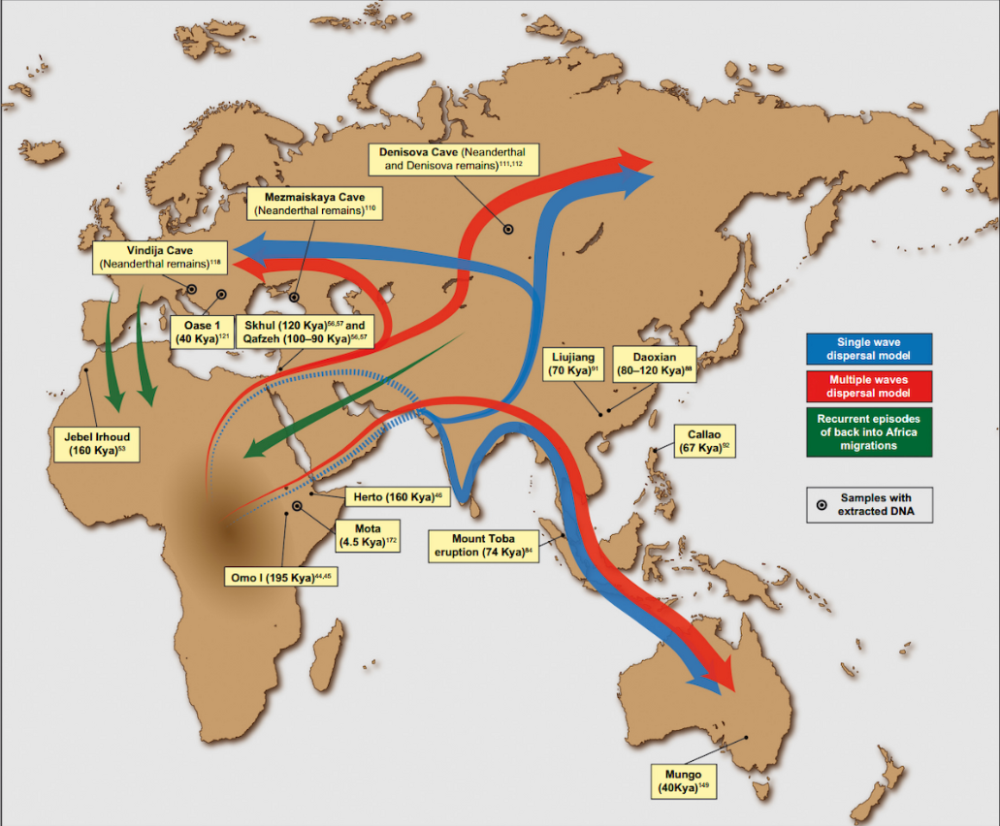 Denisova Cave (Neanderthal
and Denisova remains)111,112
Mezmaiskaya Cave
(Neanderthal remains)110
Vindija Cave
(Neanderthal remains)118
Oase 1
(40 Kya)121
Skhul (120 Kya)56,57 and
Qafzeh (100–90 Kya)56,57
Liujiang
(70 Kya)91
Daoxian
(80–120 Kya)88
Single wave
dispersal model
Multiple waves
dispersal model
Recurrent episodes
of back into Africa
migrations
Jebel Irhoud
(160 Kya)53
Callao
(67 Kya)92
Samples with
extracted DNA
Herto (160 Kya)46
Mota
(4.5 Kya)172
Mount Toba
eruption (74 Kya)84
Omo I (195 Kya)44,45
Mungo
(40Kya)149